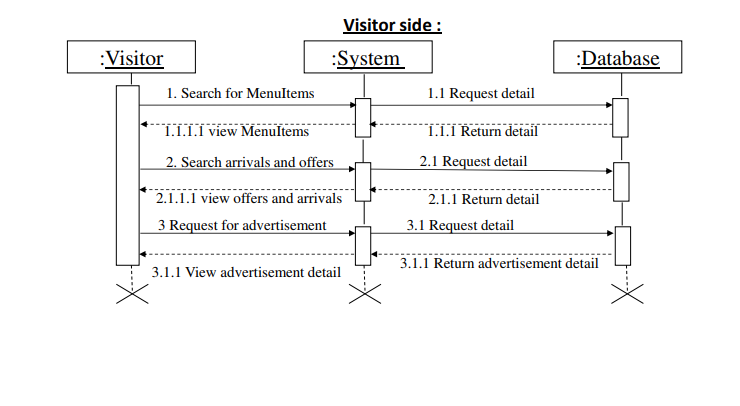 Visitor side :
:Visitor
:System
:Database
1. Search for MenuItems
1.1 Request detail
1.1.1.1 view MenuItems
1.1.1 Return detail
2. Search arrivals and offers
2.1 Request detail
2.1.1.1 view offers and arrivals
2.1.1 Return detail
3 Request for advertisement
3.1 Request detail
3.1.1 View advertisement detail
3.1.1 Return advertisement detail